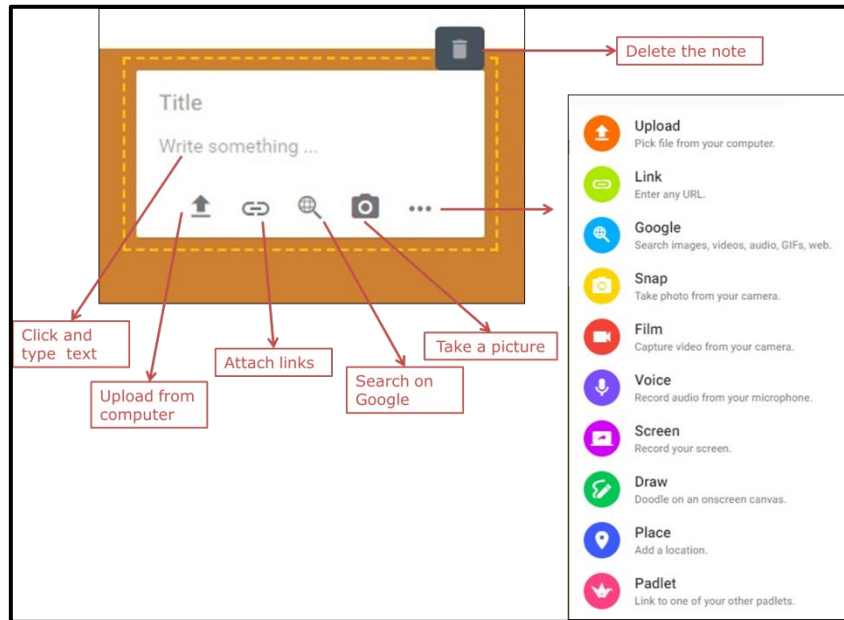 Delete the note
Title
Write something ...
Click and
type text
Upload from
computer
Attach links
Search on
Google
Take a picture
Upload
Pick file from your computer.
Link
Enter any URL.
Google
Search images, videos, audio, GIFs, web.
Snap
Take photo from your camera.
Film
Capture video from your camera.
Voice
Record audio from your microphone.
Screen
Record your screen.
Draw
Doodle on an onscreen canvas.
Place
Add a location.
Padlet
Link to one of your other padlets.